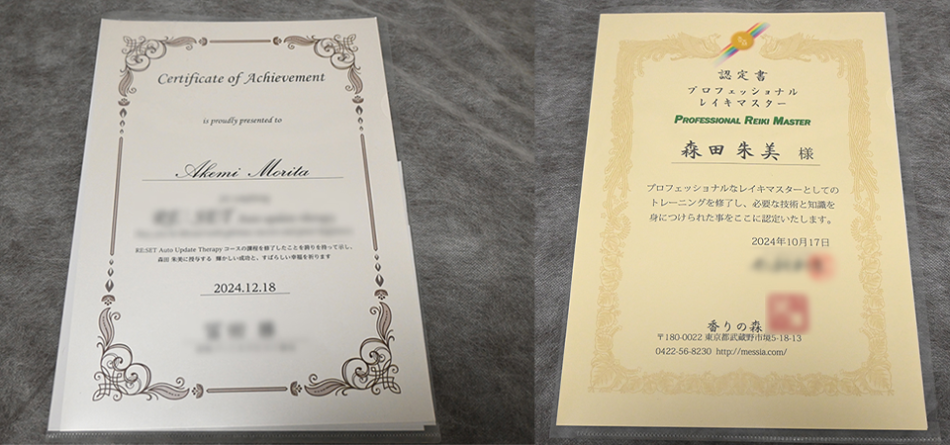 Certificate of Achievement
is proudly presented to
Akemi Morita
RE:SET Auto Update Therapy コースの課程を修了したことを誇りを持って示し、
森田 朱美に授与する 輝かしい成功と、すばらしい幸福を祈ります
2024.12.18
認定書
プロフェッショナル
レイキマスター
PROFESSIONAL REIKI MASTER
森田朱美 様
プロフェッショナルなレイキマスターとしての
トレーニングを修了し、必要な技術と知識を
身につけられた事をここに認定いたします。
2024年10月17日
香りの森
〒180-0022 東京都武蔵野市境5-18-13
0422-56-8230 http://messia.com/